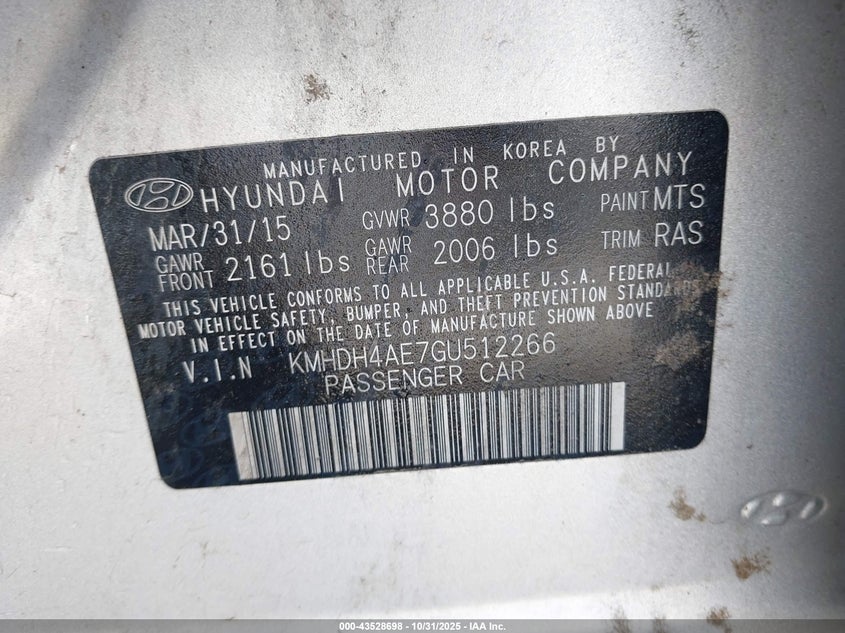 MANUFACTURED IN KOREA BY
HYUNDAI MOTOR COMPANY
MAR/31/15 GVWR 3880 lbs PAINT MTS
GAWR FRONT 2161 lbs GAWR REAR 2006 lbs TRIM RAS
THIS VEHICLE CONFORMS TO ALL APPLICABLE U.S.A. FEDERAL
MOTOR VEHICLE SAFETY, BUMPER, AND THEFT PREVENTION STANDARDS
IN EFFECT ON THE DATE OF MANUFACTURE SHOWN ABOVE
V.I.N KMHDH4AE7GU512266
PASSENGER CAR
000-43528698 - 10/31/2025 - IAA Inc.